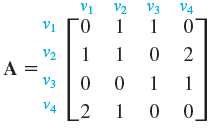 v₁ v₂ v₃ v₄
v₁ 0 1 1 0
v₂ 1 1 0 2
A =
v₃ 0 0 1 1
v₄ 2 1 0 0